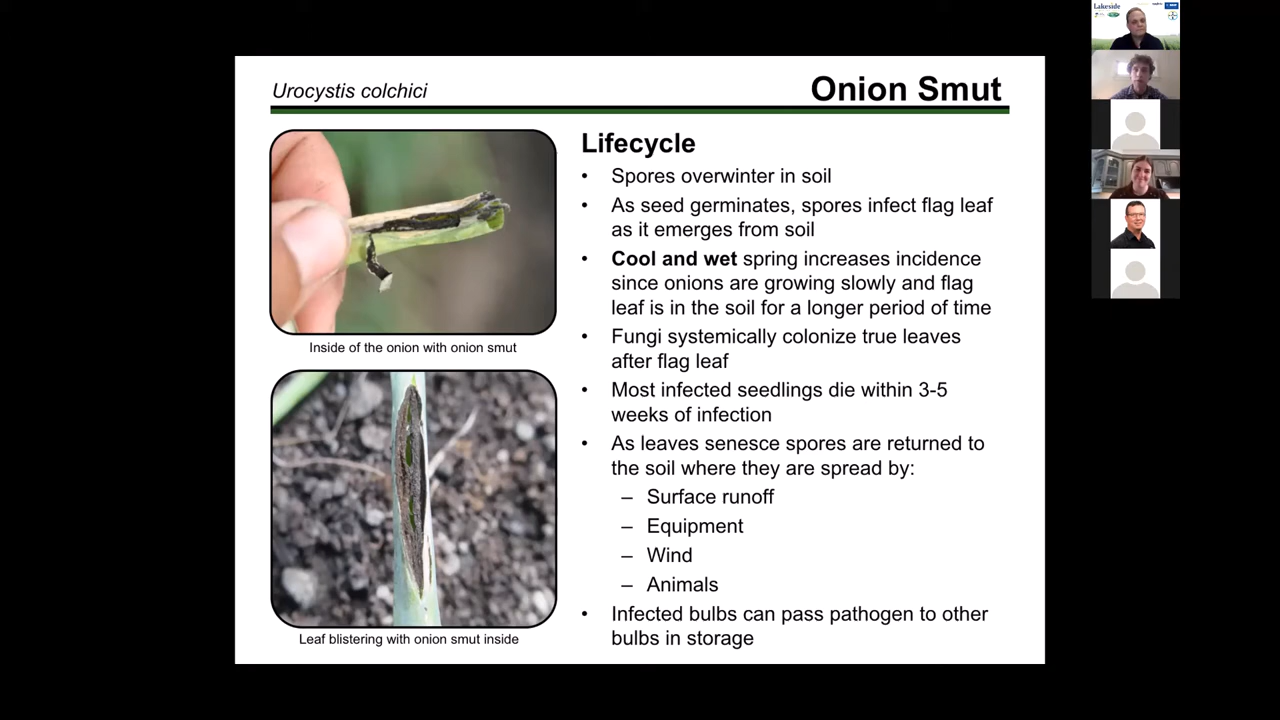 Lakeside
Urocystis colchici
Onion Smut
Lifecycle
• Spores overwinter in soil
• As seed germinates, spores infect flag leaf
as it emerges from soil
• Cool and wet spring increases incidence
since onions are growing slowly and flag
leaf is in the soil for a longer period of time
• Fungi systemically colonize true leaves
after flag leaf
• Most infected seedlings die within 3-5
weeks of infection
• As leaves senesce spores are returned to
the soil where they are spread by:
– Surface runoff
– Equipment
– Wind
– Animals
• Infected bulbs can pass pathogen to other
bulbs in storage
Inside of the onion with onion smut
Leaf blistering with onion smut inside